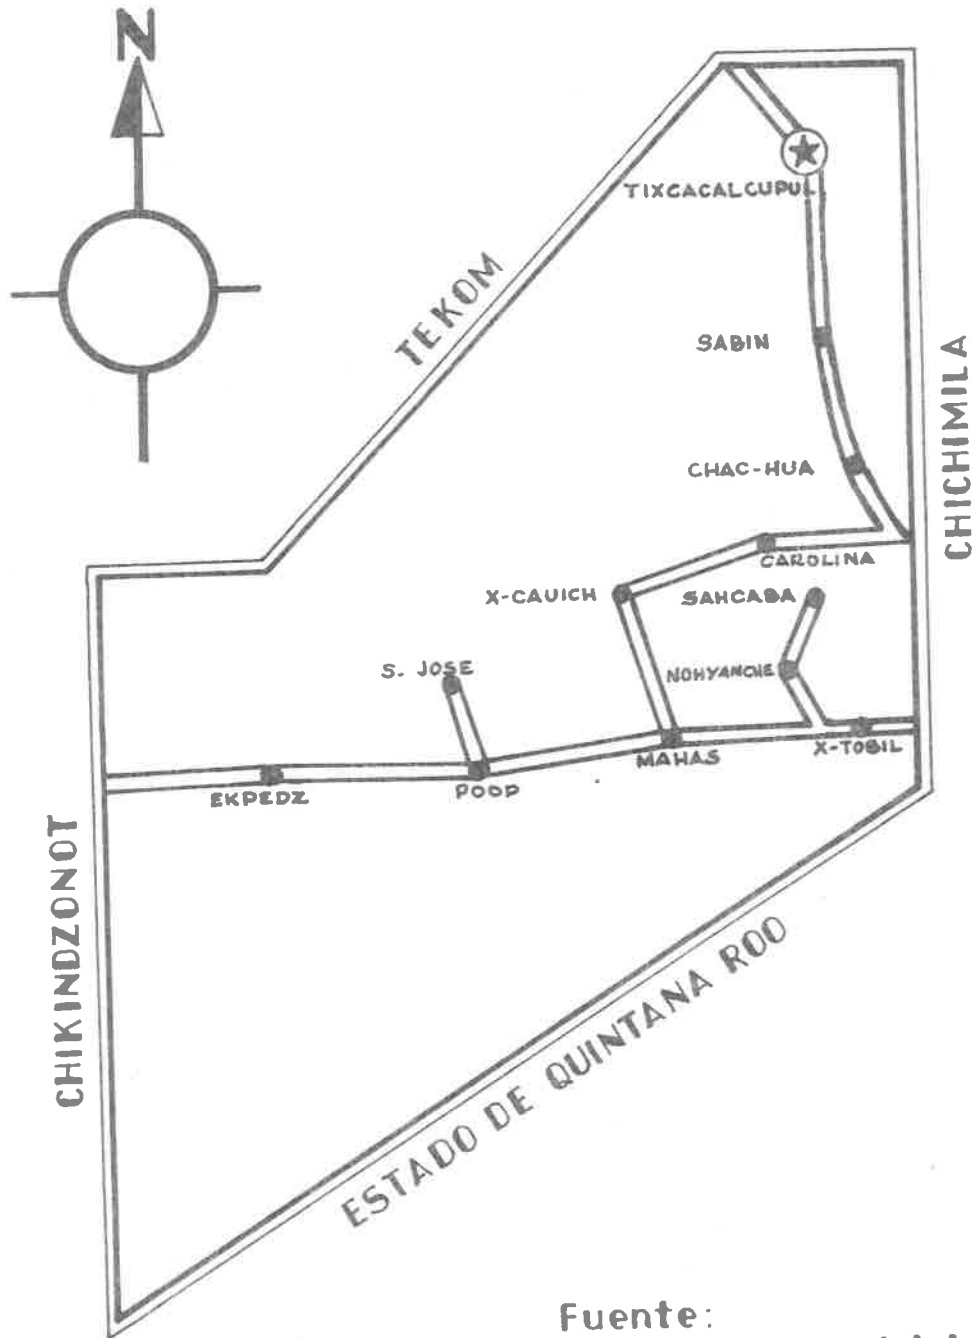 N
TIXCACALCUPUL
TEKOM
SABIN
CHICHIMILA
CHAC-HUA
CAROLINA
X-CAUICH
SAHCABA
S. JOSE
NOHYANCHE
X-TOBIL
MAHAS
POOP
EKPEDZ
CHIKINDZONOT
ESTADO DE QUINTANA ROO
Fuente: